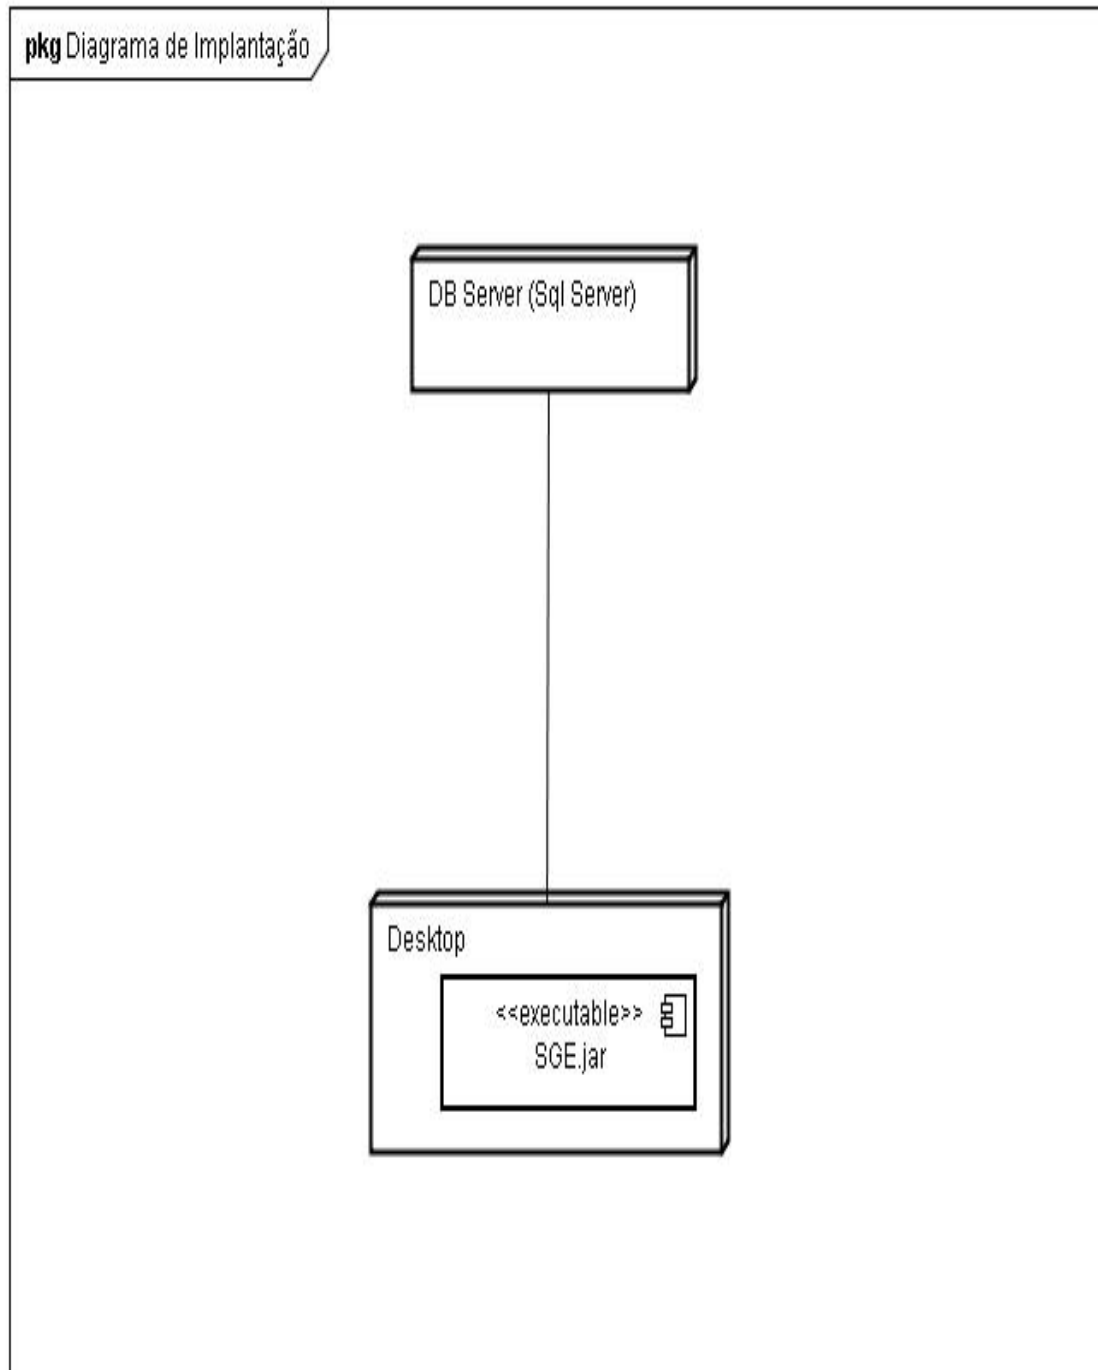 pkg Diagrama de Implantação
DB Server (Sql Server)
Desktop
<<executable>>
SGE.jar